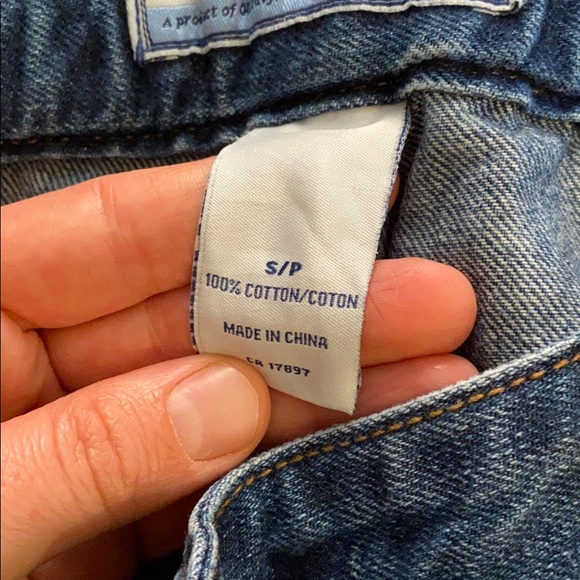 A product of
S/P
100% COTTON/COTON
MADE IN CHINA
CA 17897